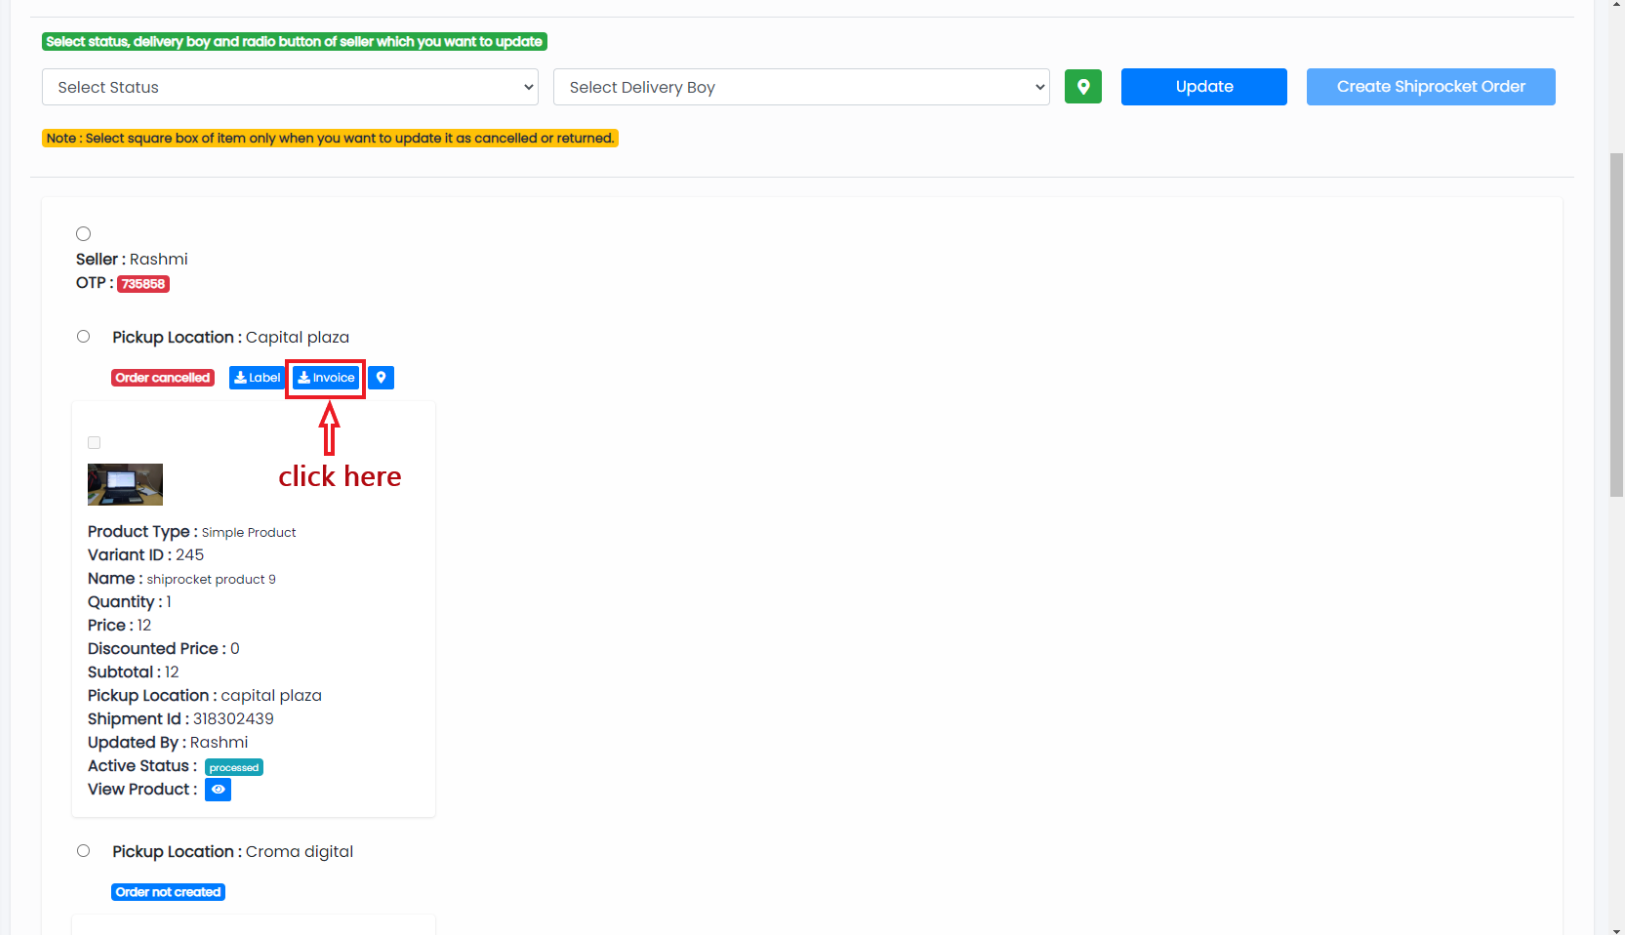 Select status, delivery boy and radio button of seller which you want to update
Select Status
Select Delivery Boy
Update
Create Shiprocket Order
Note : Select square box of item only when you want to update it as cancelled or returned.
Seller : Rashmi
OTP : 735858
Pickup Location : Capital plaza
Order cancelled
Label
Invoice
click here
Product Type : Simple Product
Variant ID : 245
Name : shiprocket product 9
Quantity : 1
Price : 12
Discounted Price : 0
Subtotal : 12
Pickup Location : capital plaza
Shipment Id : 318302439
Updated By : Rashmi
Active Status : processed
View Product :
Pickup Location : Croma digital
Order not created